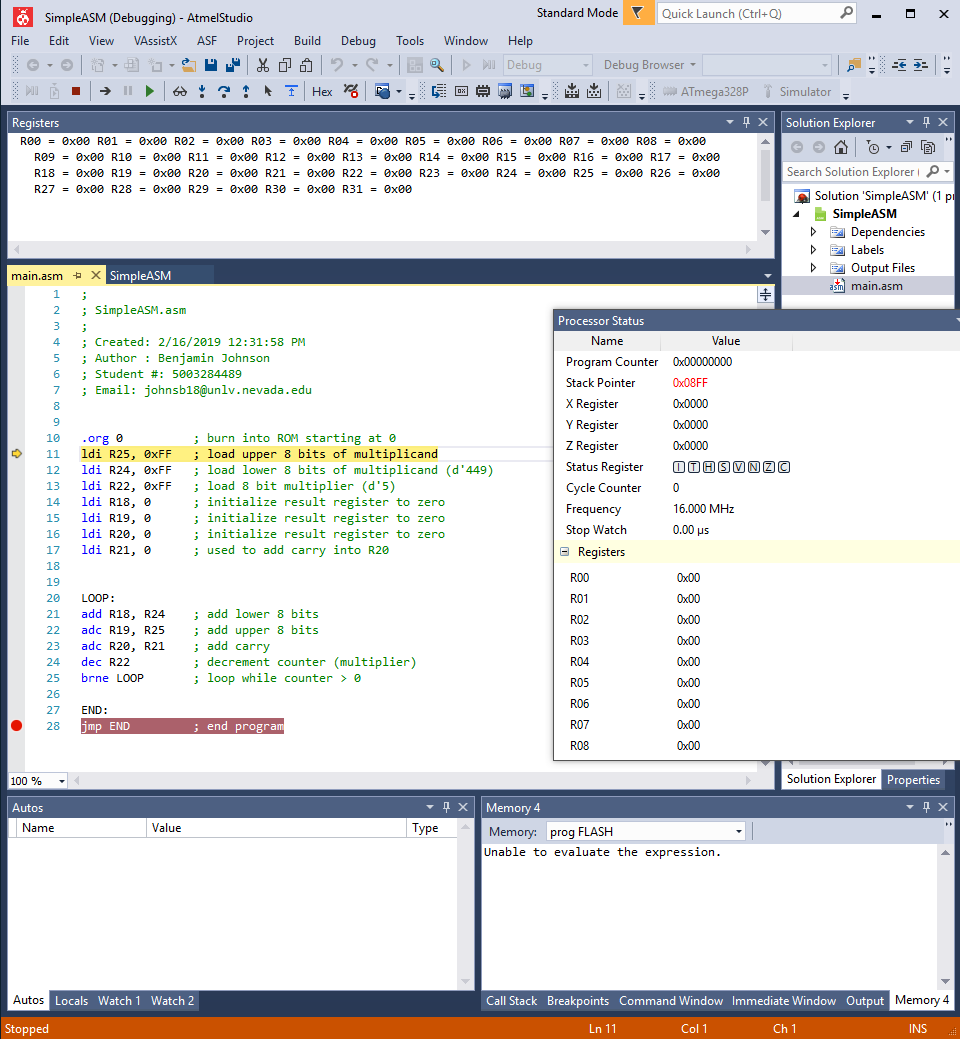 SimpleASM (Debugging) - AtmelStudio
Standard Mode
Quick Launch (Ctrl+Q)
File Edit View VAssistX ASF Project Build Debug Tools Window Help
Debug
Debug Browser
Hex
ATmega328P
Simulator
Registers
R00 = 0x00 R01 = 0x00 R02 = 0x00 R03 = 0x00 R04 = 0x00 R05 = 0x00 R06 = 0x00 R07 = 0x00 R08 = 0x00
R09 = 0x00 R10 = 0x00 R11 = 0x00 R12 = 0x00 R13 = 0x00 R14 = 0x00 R15 = 0x00 R16 = 0x00 R17 = 0x00
R18 = 0x00 R19 = 0x00 R20 = 0x00 R21 = 0x00 R22 = 0x00 R23 = 0x00 R24 = 0x00 R25 = 0x00 R26 = 0x00
R27 = 0x00 R28 = 0x00 R29 = 0x00 R30 = 0x00 R31 = 0x00
Solution Explorer
Search Solution Explorer (
Solution 'SimpleASM' (1 pr
SimpleASM
Dependencies
Labels
Output Files
asm main.asm
main.asm
SimpleASM
1 ;
2 ; SimpleASM.asm
3 ;
4 ; Created: 2/16/2019 12:31:58 PM
5 ; Author : Benjamin Johnson
6 ; Student #: 5003284489
7 ; Email: johnsb18@unlv.nevada.edu
8
9
10 .org 0 ; burn into ROM starting at 0
11 ldi R25, 0xFF ; load upper 8 bits of multiplicand
12 ldi R24, 0xFF ; load lower 8 bits of multiplicand (d'449)
13 ldi R22, 0xFF ; load 8 bit multiplier (d'5)
14 ldi R18, 0 ; initialize result register to zero
15 ldi R19, 0 ; initialize result register to zero
16 ldi R20, 0 ; initialize result register to zero
17 ldi R21, 0 ; used to add carry into R20
18
19
20 LOOP:
21 add R18, R24 ; add lower 8 bits
22 adc R19, R25 ; add upper 8 bits
23 adc R20, R21 ; add carry
24 dec R22 ; decrement counter (multiplier)
25 brne LOOP ; loop while counter > 0
26
27 END:
28 jmp END ; end program
100 %
Processor Status
Name Value
Program Counter 0x00000000
Stack Pointer 0x08FF
X Register 0x0000
Y Register 0x0000
Z Register 0x0000
Status Register I T H S V N Z C
Cycle Counter 0
Frequency 16.000 MHz
Stop Watch 0.00 µs
Registers
R00 0x00
R01 0x00
R02 0x00
R03 0x00
R04 0x00
R05 0x00
R06 0x00
R07 0x00
R08 0x00
Solution Explorer Properties
Autos
Name Value Type
Autos Locals Watch 1 Watch 2
Memory 4
Memory: prog FLASH
Unable to evaluate the expression.
Call Stack Breakpoints Command Window Immediate Window Output Memory 4
Stopped Ln 11 Col 1 Ch 1 INS